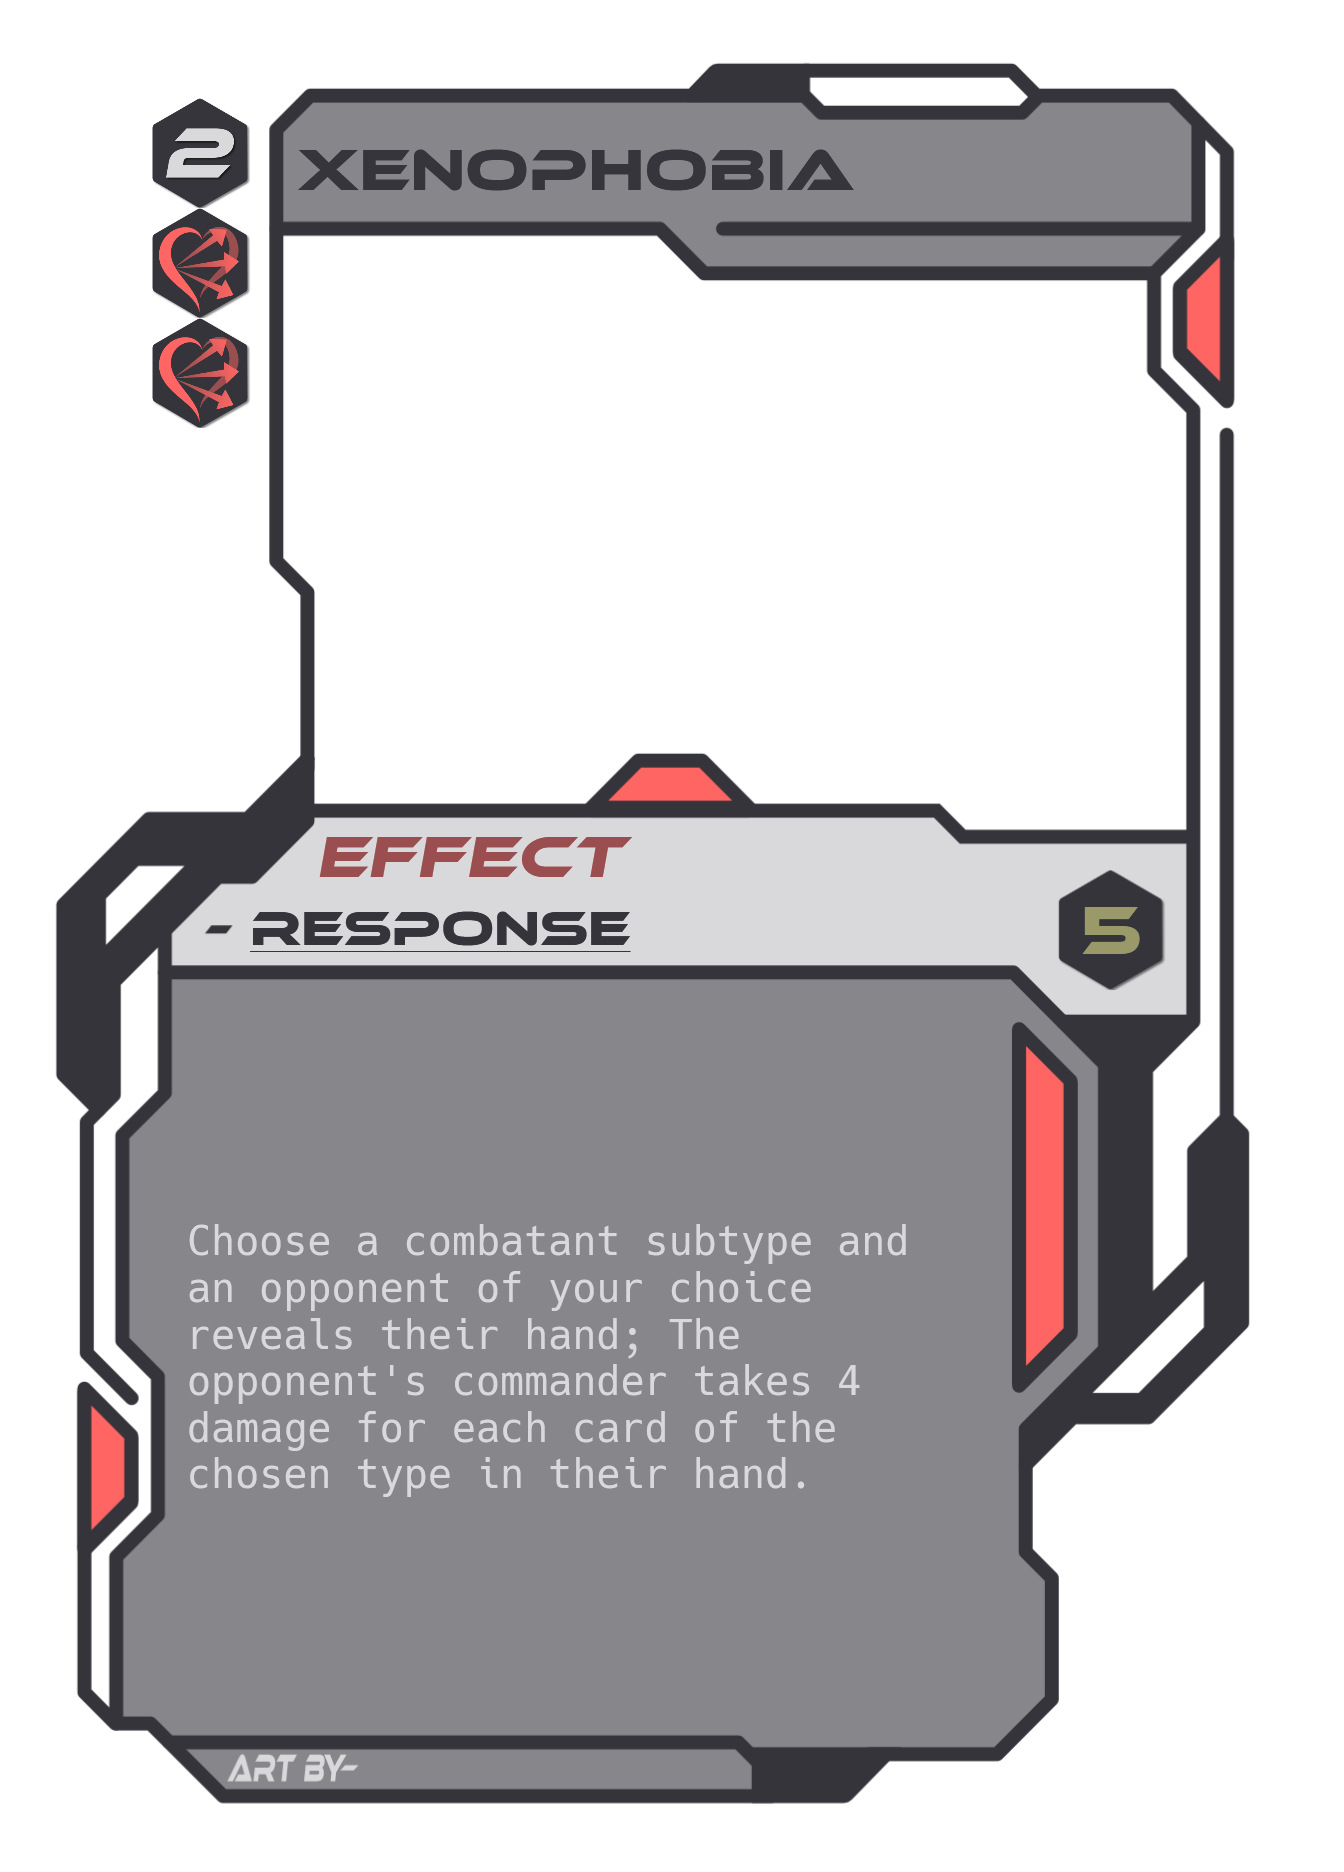 2
XENOPHOBIA
EFFECT
- RESPONSE
5
Choose a combatant subtype and
an opponent of your choice
reveals their hand; The
opponent's commander takes 4
damage for each card of the
chosen type in their hand.
ART BY-